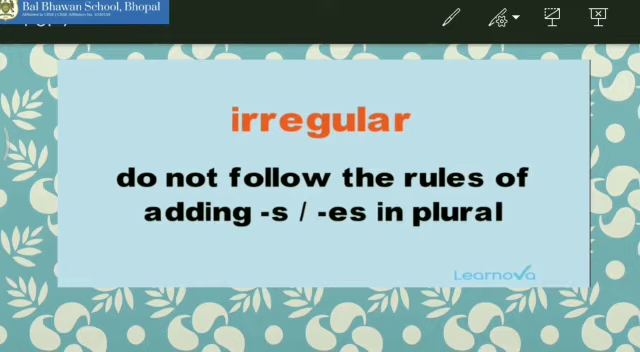 Bal Bhawan School, Bhopal
irregular
do not follow the rules of
adding -s / -es in plural
Learnova